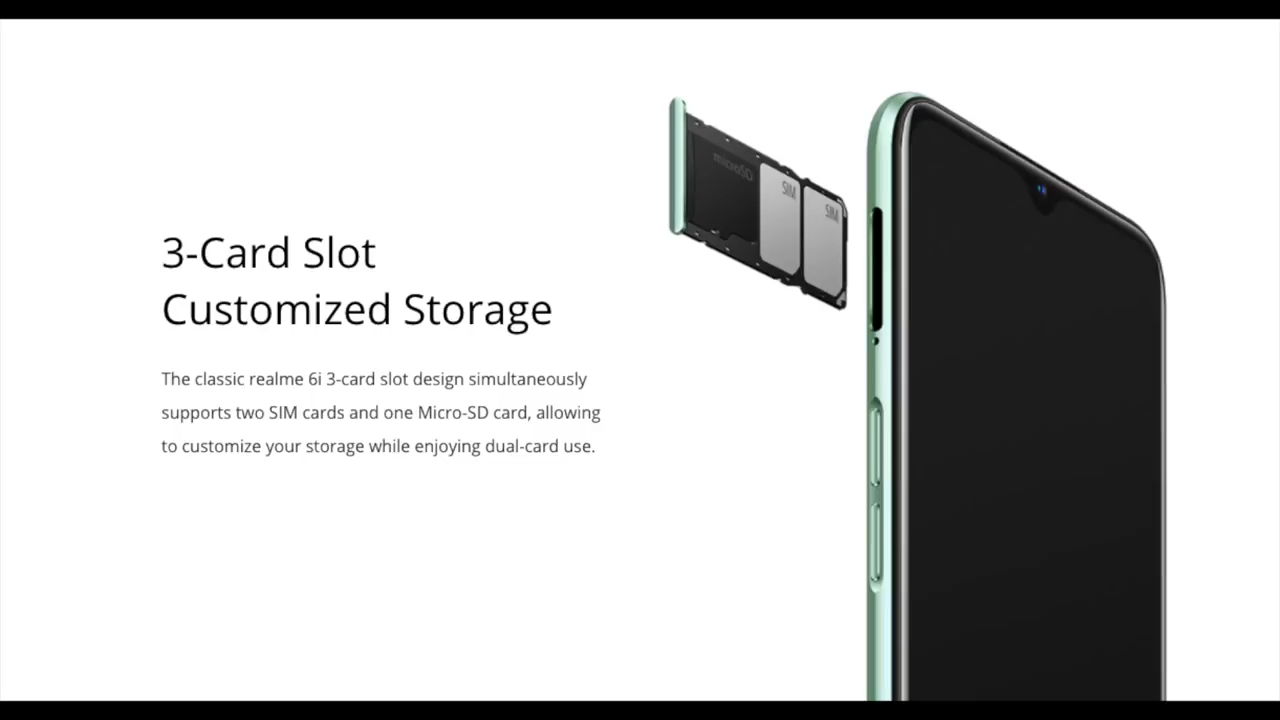 3-Card Slot
Customized Storage
The classic realme 6i 3-card slot design simultaneously
supports two SIM cards and one Micro-SD card, allowing
to customize your storage while enjoying dual-card use.
microSD
SIM
SIM